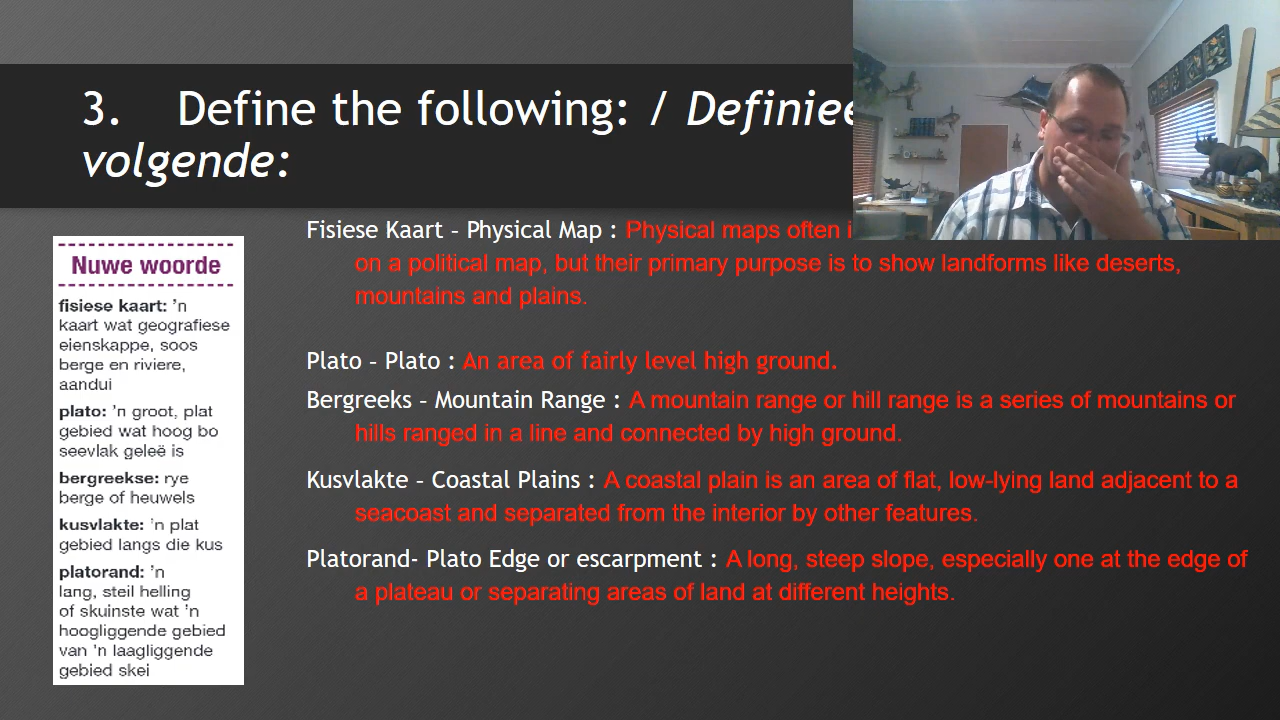 3. Define the following: / Definiee
volgende:
Nuwe woorde
fisiese kaart: 'n
kaart wat geografiese
eienskappe, soos
berge en riviere,
aandui
plato: 'n groot, plat
gebied wat hoog bo
seevlak geleë is
bergreekse: rye
berge of heuwels
kusvlakte: 'n plat
gebied langs die kus
platorand: 'n
lang, steil helling
of skuinste wat 'n
hoogliggende gebied
van 'n laagliggende
gebied skei
Fisiese Kaart – Physical Map : Physical maps often
on a political map, but their primary purpose is to show landforms like deserts,
mountains and plains.
Plato – Plato : An area of fairly level high ground.
Bergreeks – Mountain Range : A mountain range or hill range is a series of mountains or
hills ranged in a line and connected by high ground.
Kusvlakte – Coastal Plains : A coastal plain is an area of flat, low-lying land adjacent to a
seacoast and separated from the interior by other features.
Platorand- Plato Edge or escarpment : A long, steep slope, especially one at the edge of
a plateau or separating areas of land at different heights.